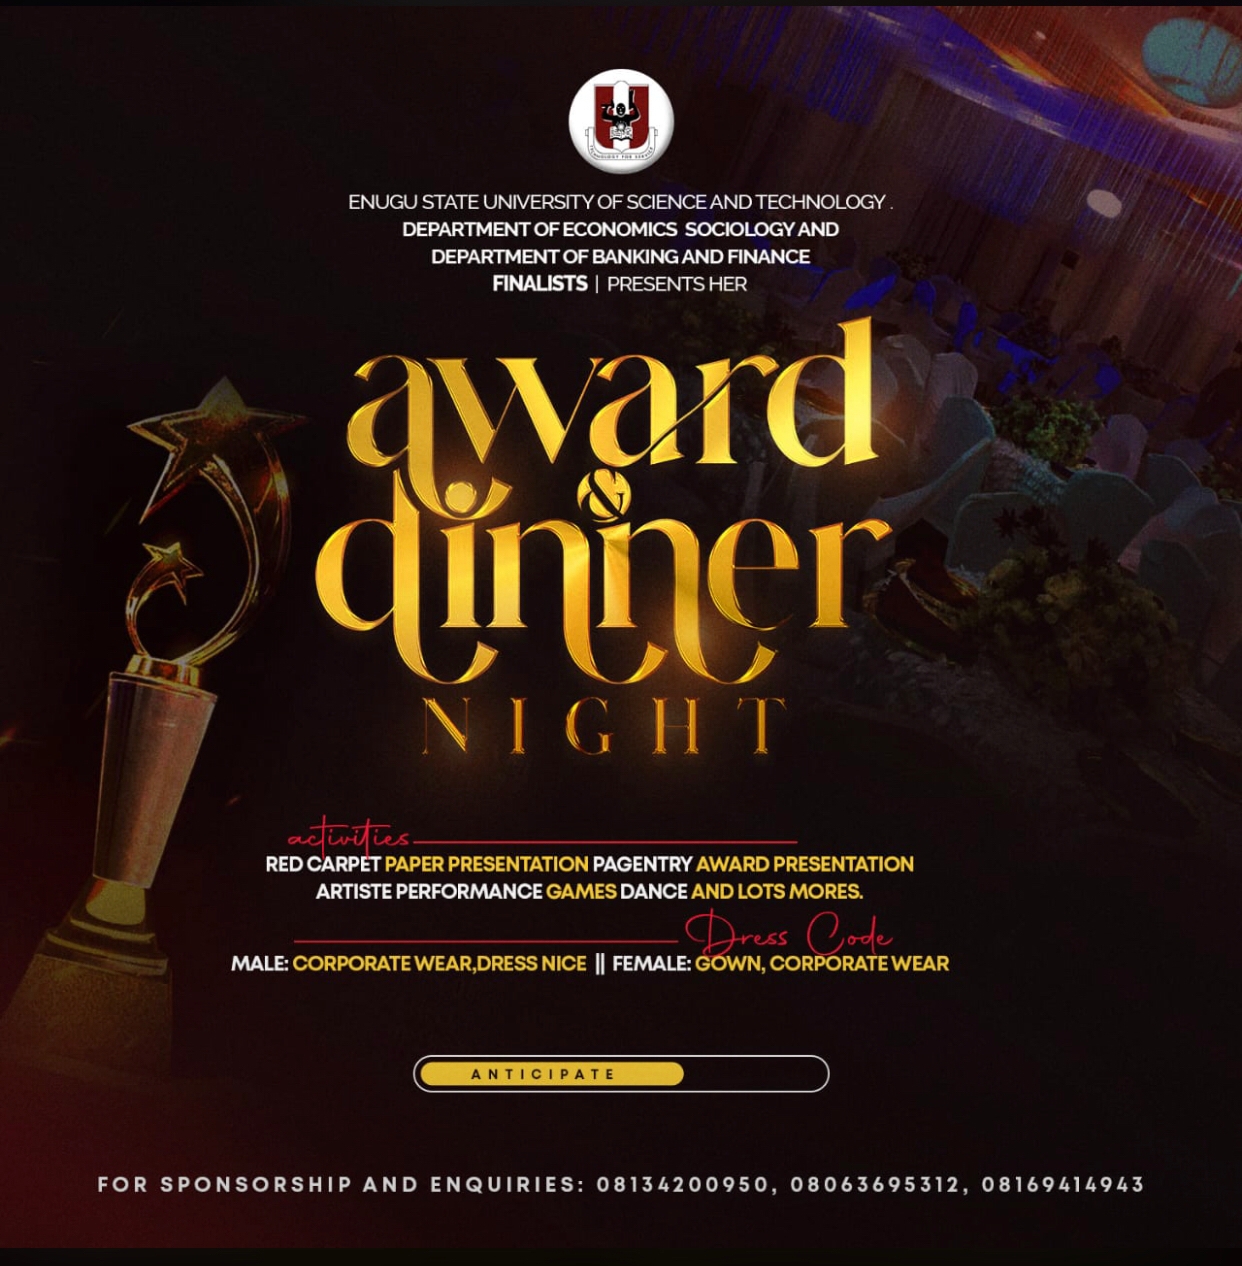 TECHNOLOGY FOR SERVICE
ENUGU STATE UNIVERSITY OF SCIENCE AND TECHNOLOGY .
DEPARTMENT OF ECONOMICS SOCIOLOGY AND
DEPARTMENT OF BANKING AND FINANCE
FINALISTS | PRESENTS HER
award
&
dinner
NIGHT
activities
RED CARPET PAPER PRESENTATION PAGENTRY AWARD PRESENTATION
ARTISTE PERFORMANCE GAMES DANCE AND LOTS MORES.
Dress Code
MALE: CORPORATE WEAR,DRESS NICE || FEMALE: GOWN, CORPORATE WEAR
ANTICIPATE
FOR SPONSORSHIP AND ENQUIRIES: 08134200950, 08063695312, 08169414943